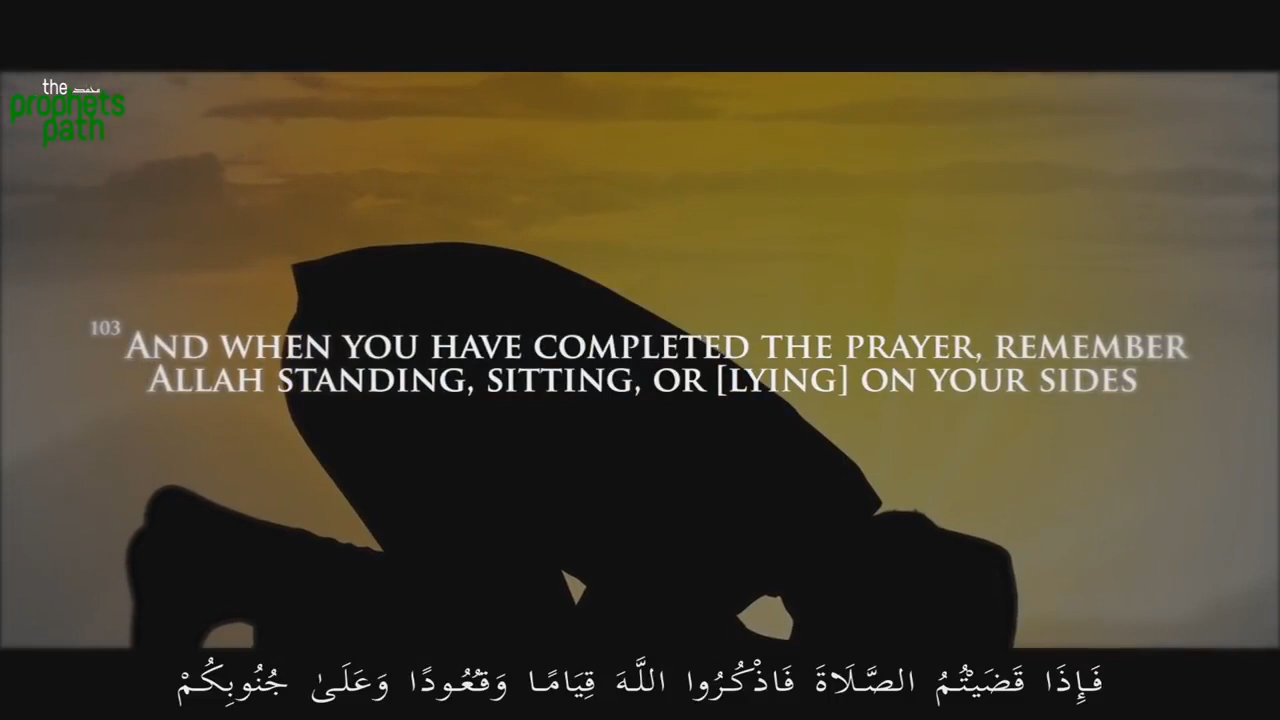 the محمد
prophets
path
103 AND WHEN YOU HAVE COMPLETED THE PRAYER, REMEMBER
ALLAH STANDING, SITTING, OR [LYING] ON YOUR SIDES
فَإِذَا قَضَيْتُمُ الصَّلَاةَ فَاذْكُرُوا اللَّهَ قِيَامًا وَقُعُودًا وَعَلَىٰ جُنُوبِكُمْ